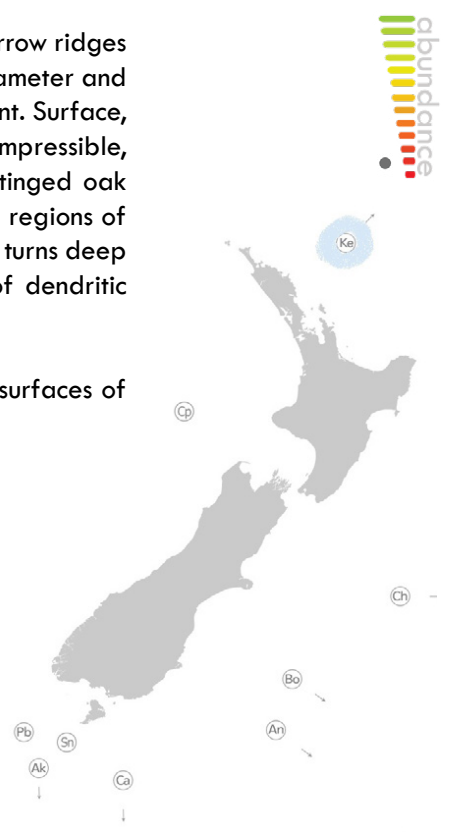 rrow ridges
ameter and
nt. Surface,
mpressible,
tinged oak
regions of
turns deep
of dendritic
surfaces of
abundance
Ke
Cp
Ch
Bo
An
Pb
Sn
Ak
Ca